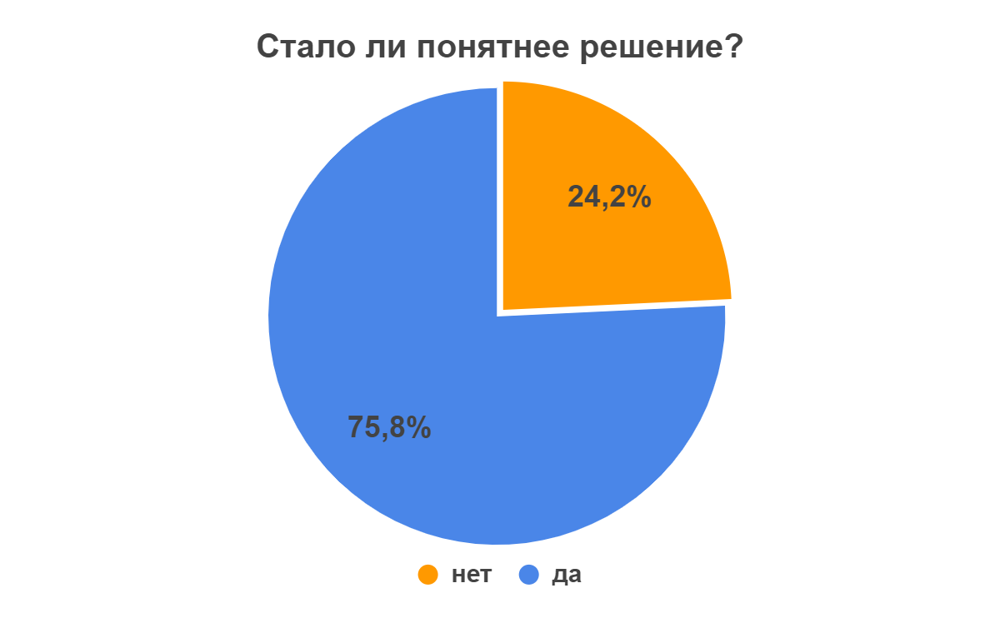 Стало ли понятнее решение?
24,2%
75,8%
нет да